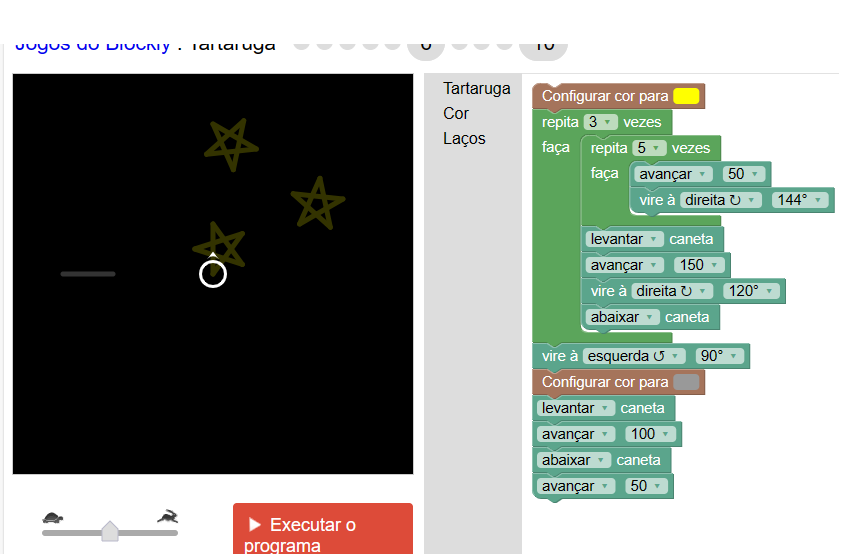 Jogos do Blockly : Tartaruga 6 10
Tartaruga
Cor
Laços
Configurar cor para
repita 3 vezes
faça repita 5 vezes
faça avançar 50
vire à direita ↻ 144°
levantar caneta
avançar 150
vire à direita ↻ 120°
abaixar caneta
vire à esquerda ↺ 90°
Configurar cor para
levantar caneta
avançar 100
abaixar caneta
avançar 50
Executar o
programa